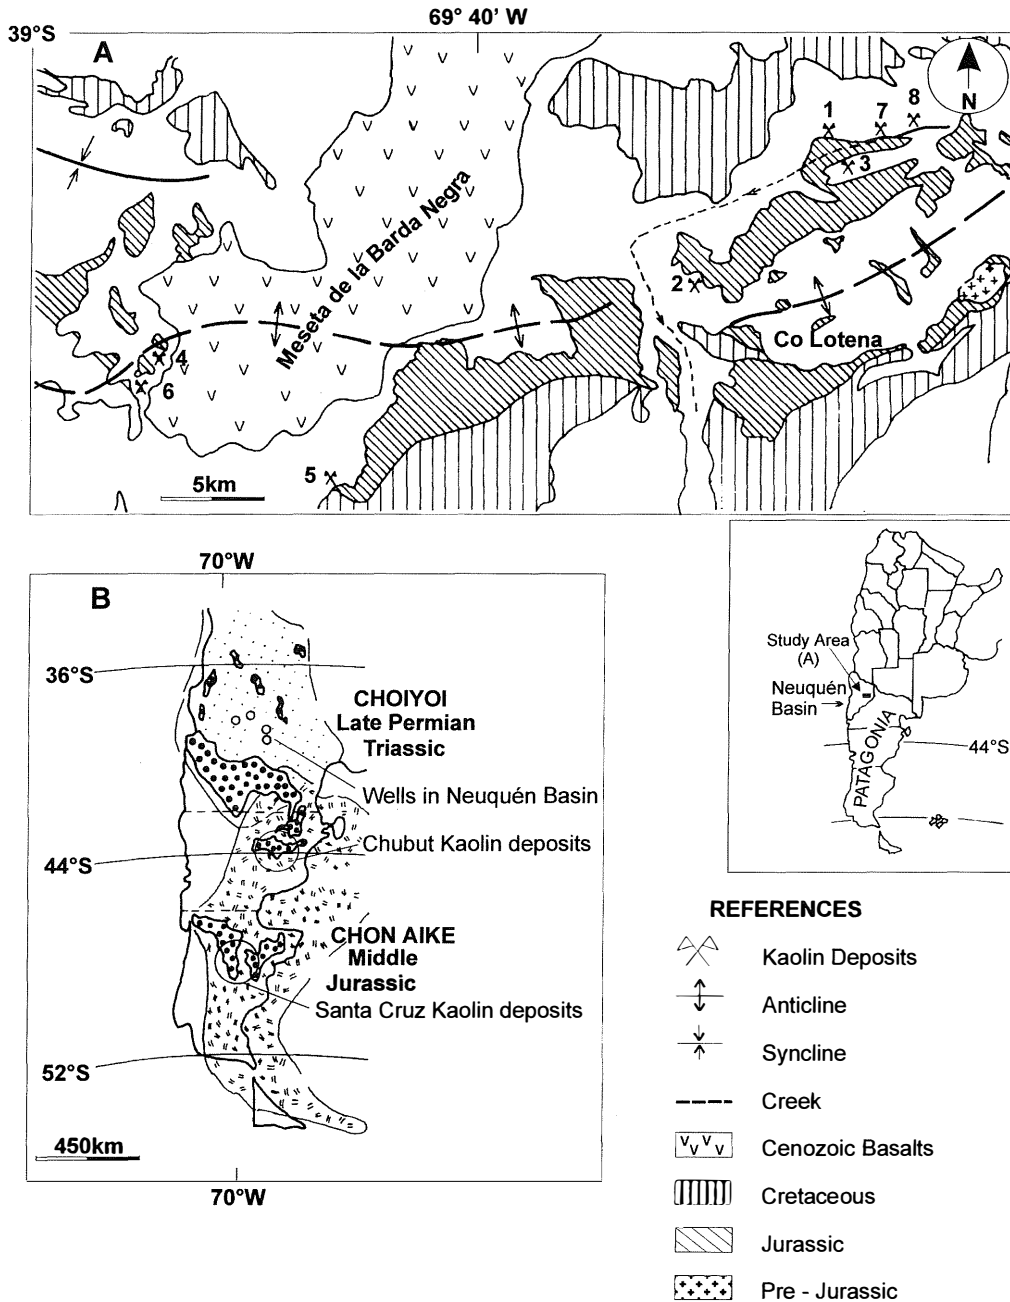 69° 40’ W
39°S
A
N
1
7
8
3
2
Meseta de la Barda Negra
Co Lotena
4
6
5
5km
70°W
B
36°S
CHOIYOI
Late Permian
Triassic
Wells in Neuquén Basin
Chubut Kaolin deposits
44°S
CHON AIKE
Middle
Jurassic
Santa Cruz Kaolin deposits
52°S
450km
70°W
Study Area
(A)
Neuquén
Basin
PATAGONIA
44°S
REFERENCES
Kaolin Deposits
Anticline
Syncline
Creek
Cenozoic Basalts
Cretaceous
Jurassic
Pre - Jurassic